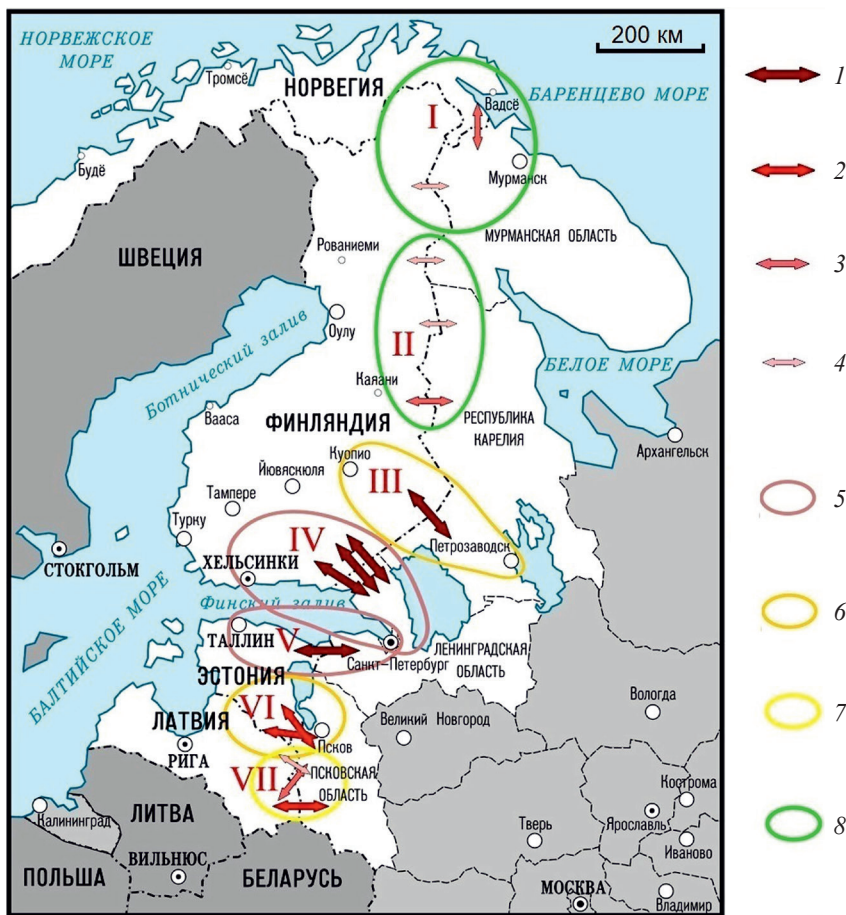 НОРВЕЖСКОЕ
МОРЕ
200 км
Тромсё
НОРВЕГИЯ
Вадсё
БАРЕНЦЕВО МОРЕ
I
Будё
Мурманск
ШВЕЦИЯ
Рованиеми
МУРМАНСКАЯ ОБЛАСТЬ
Оулу
II
Ботнический залив
БЕЛОЕ МОРЕ
Каяани
Вааса
ФИНЛЯНДИЯ
РЕСПУБЛИКА
КАРЕЛИЯ
Архангельск
Куопио
Йювяскюля
III
Тампере
Турку
IV
Петрозаводск
СТОКГОЛЬМ
ХЕЛЬСИНКИ
Финский залив
БАЛТИЙСКОЕ МОРЕ
ТАЛЛИН
V
Санкт-Петербург
ЛЕНИНГРАДСКАЯ
ОБЛАСТЬ
ЭСТОНИЯ
VI
Вологда
ЛАТВИЯ
Псков
Великий Новгород
РИГА
VII
ПСКОВСКАЯ
ОБЛАСТЬ
Кострома
Калининград
ЛИТВА
Тверь
Ярославль
Иваново
ВИЛЬНЮС
ПОЛЬША
БЕЛАРУСЬ
МОСКВА
Владимир
1
2
3
4
5
6
7
8